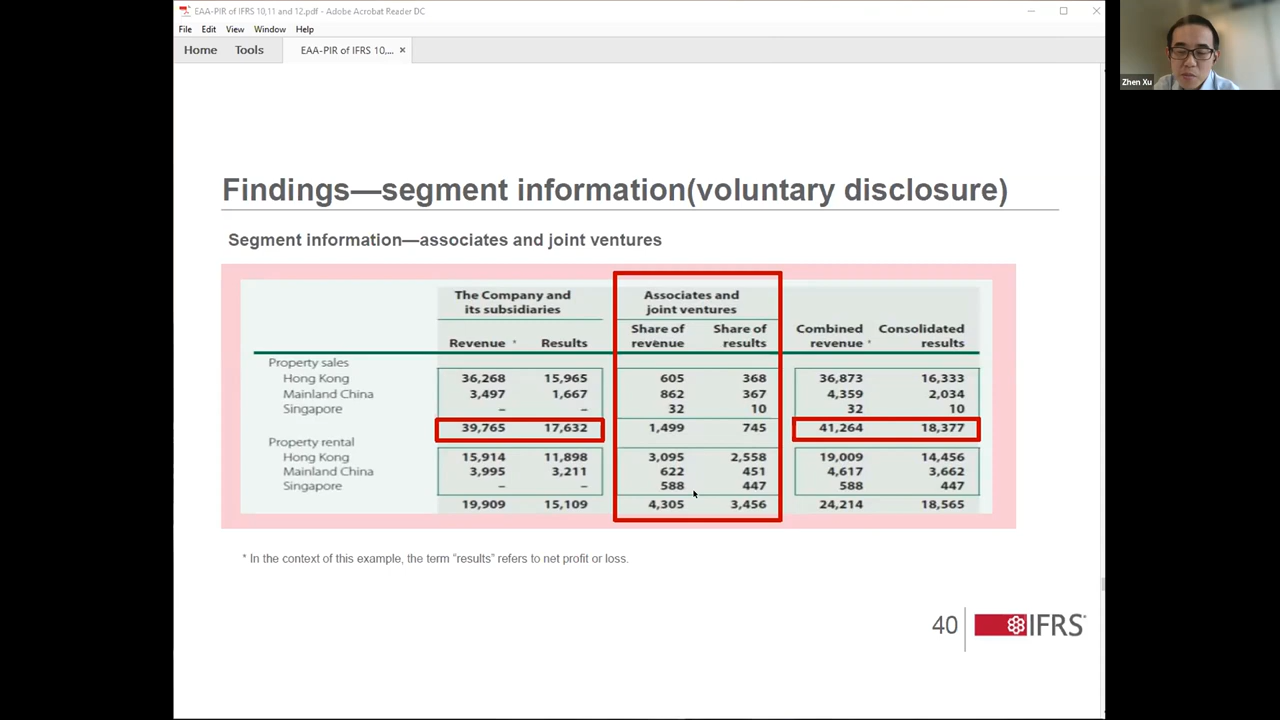 EAA-PIR of IFRS 10,11 and 12.pdf - Adobe Acrobat Reader DC
File Edit View Window Help
Home Tools EAA-PIR of IFRS 10,... ×
Zhen Xu
Findings—segment information(voluntary disclosure)
Segment information—associates and joint ventures
The Company and its subsidiaries Associates and joint ventures
Revenue * Results Share of revenue Share of results Combined revenue * Consolidated results
Property sales
Hong Kong 36,268 15,965 605 368 36,873 16,333
Mainland China 3,497 1,667 862 367 4,359 2,034
Singapore – – 32 10 32 10
39,765 17,632 1,499 745 41,264 18,377
Property rental
Hong Kong 15,914 11,898 3,095 2,558 19,009 14,456
Mainland China 3,995 3,211 622 451 4,617 3,662
Singapore – – 588 447 588 447
19,909 15,109 4,305 3,456 24,214 18,565
* In the context of this example, the term “results” refers to net profit or loss.
40 IFRS®